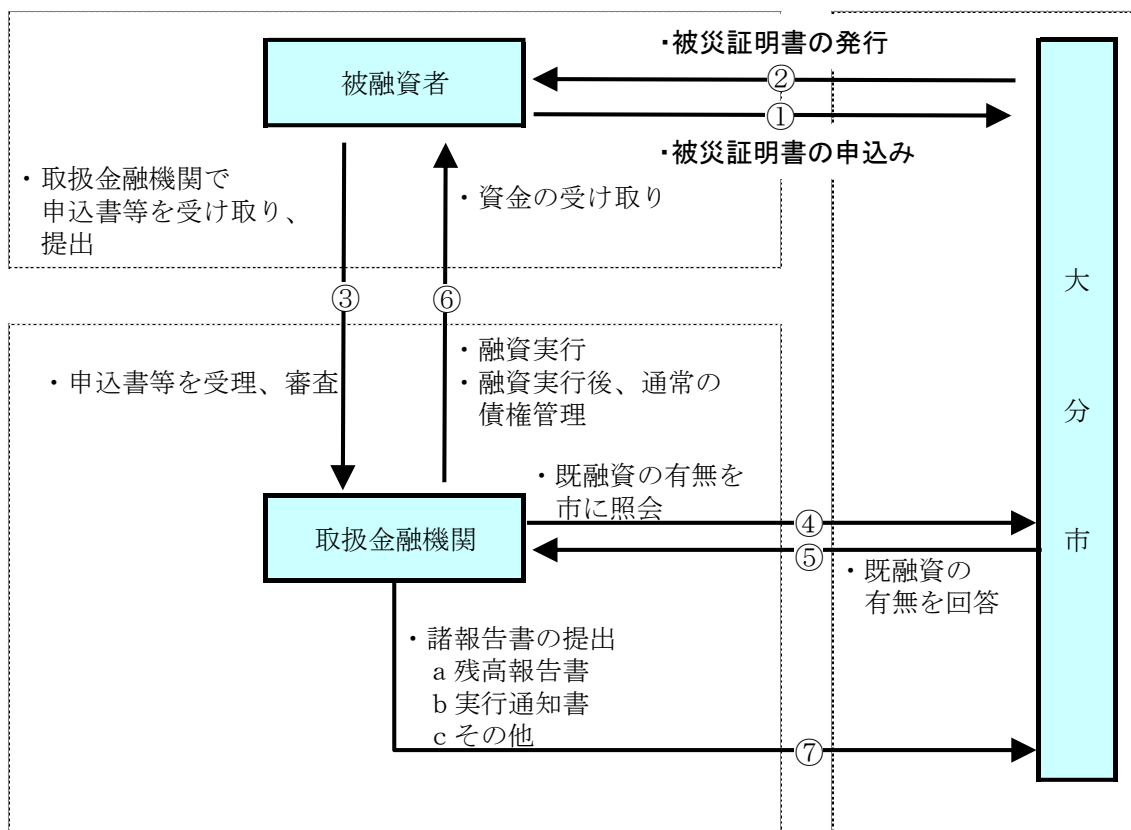 ・被災証明書の発行
被融資者
②
①
・被災証明書の申込み
・取扱金融機関で
申込書等を受け取り、
提出
・資金の受け取り
③
⑥
・融資実行
・融資実行後、通常の
債権管理
・申込書等を受理、審査
・既融資の有無を
市に照会
取扱金融機関
④
⑤
・既融資の
有無を回答
・諸報告書の提出
a 残高報告書
b 実行通知書
c その他
⑦
大
分
市